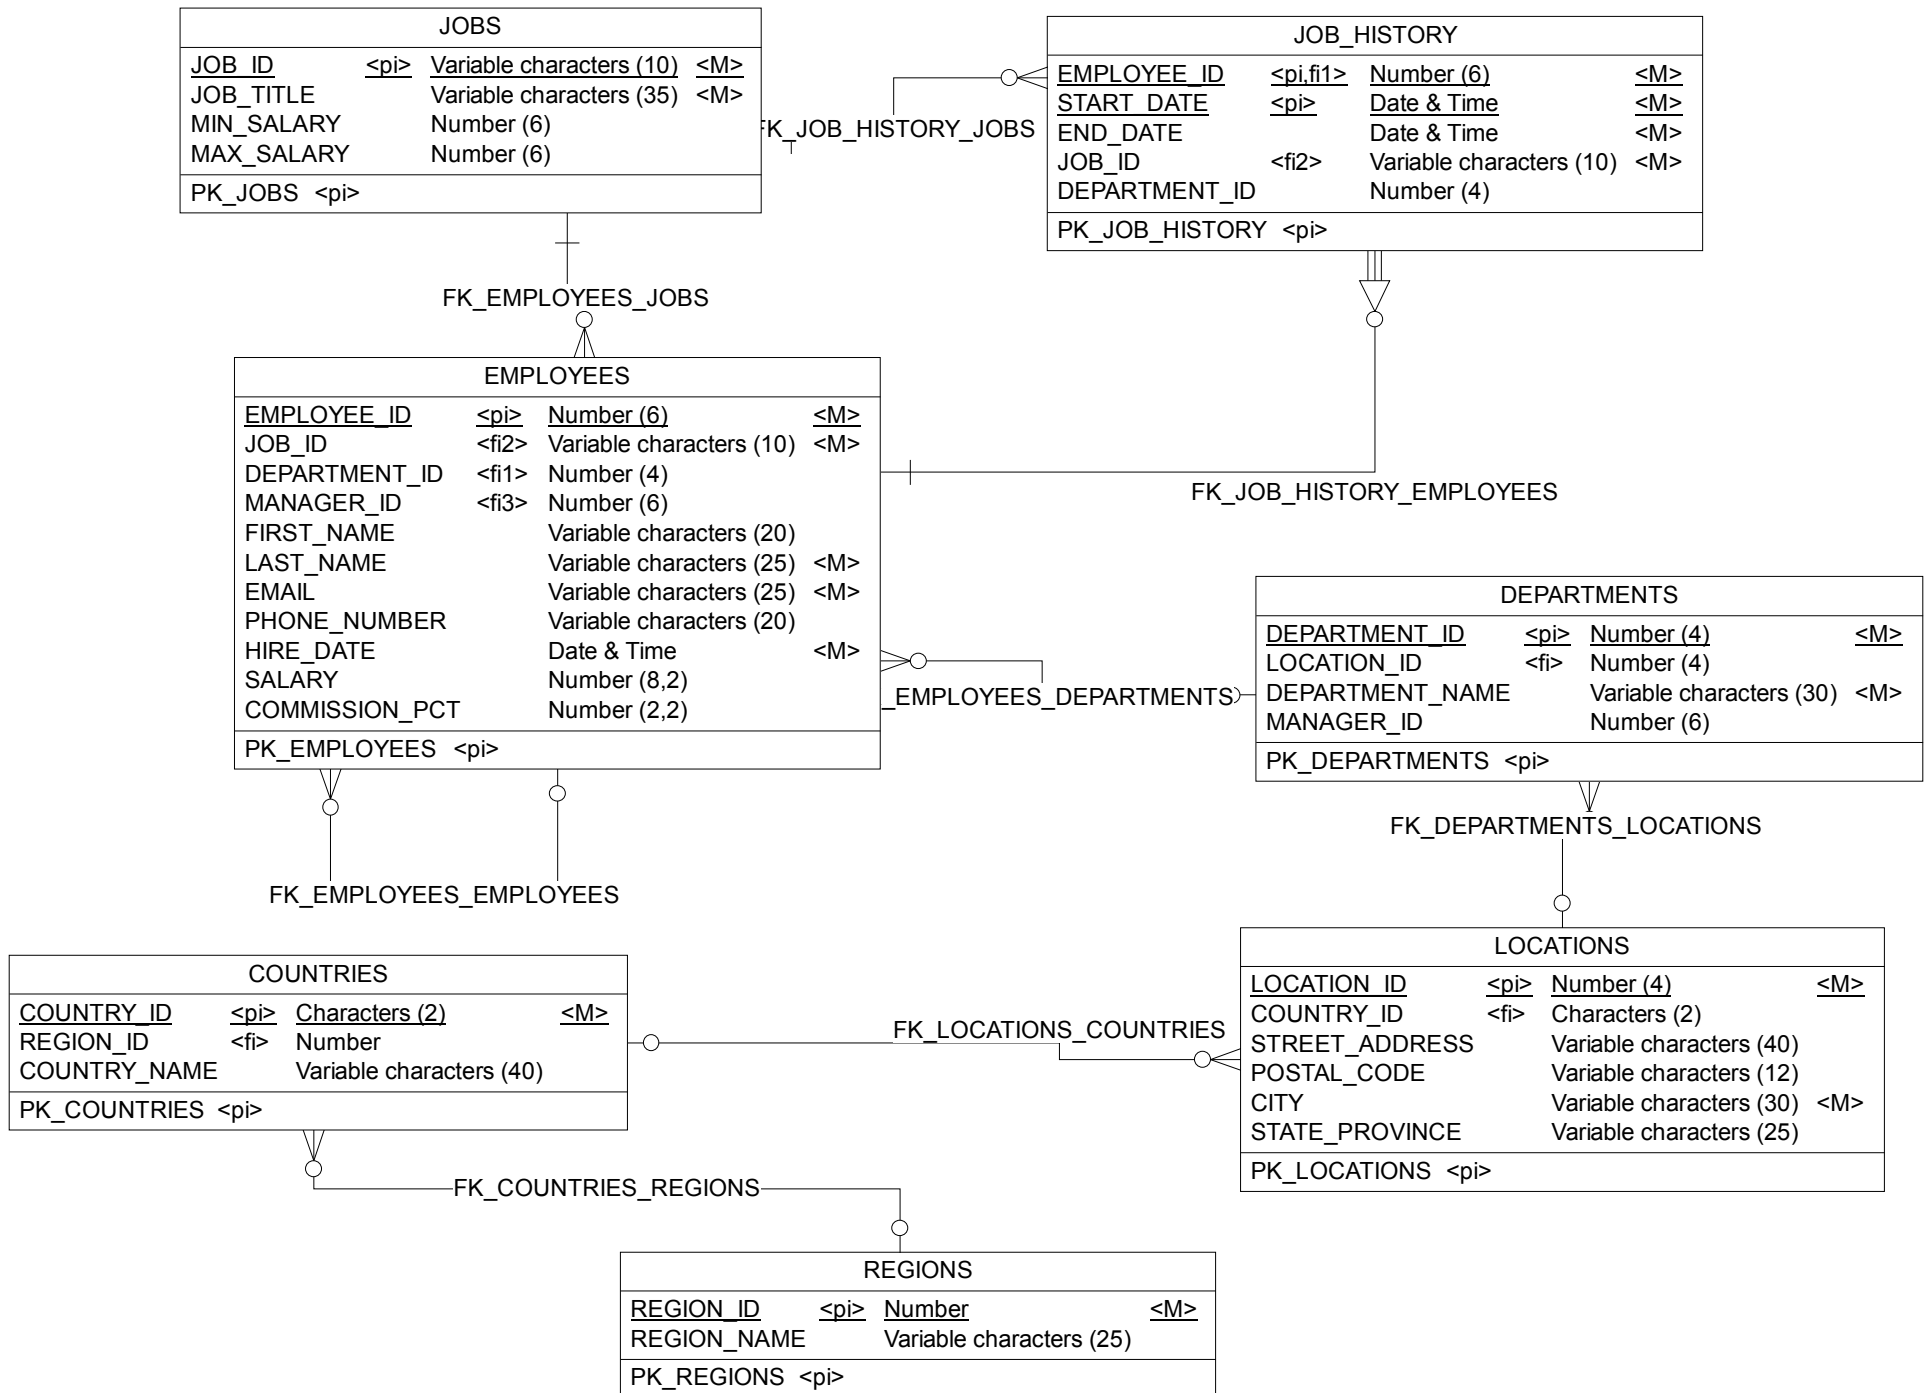 JOBS
JOB_ID <pi> Variable characters (10) <M>
JOB_TITLE Variable characters (35) <M>
MIN_SALARY Number (6)
MAX_SALARY Number (6)
PK_JOBS <pi>
JOB_HISTORY
EMPLOYEE_ID <pi,fi1> Number (6) <M>
START_DATE <pi> Date & Time <M>
END_DATE Date & Time <M>
JOB_ID <fi2> Variable characters (10) <M>
DEPARTMENT_ID Number (4)
PK_JOB_HISTORY <pi>
FK_JOB_HISTORY_JOBS
FK_EMPLOYEES_JOBS
EMPLOYEES
EMPLOYEE_ID <pi> Number (6) <M>
JOB_ID <fi2> Variable characters (10) <M>
DEPARTMENT_ID <fi1> Number (4)
MANAGER_ID <fi3> Number (6)
FIRST_NAME Variable characters (20)
LAST_NAME Variable characters (25) <M>
EMAIL Variable characters (25) <M>
PHONE_NUMBER Variable characters (20)
HIRE_DATE Date & Time <M>
SALARY Number (8,2)
COMMISSION_PCT Number (2,2)
PK_EMPLOYEES <pi>
FK_JOB_HISTORY_EMPLOYEES
_EMPLOYEES_DEPARTMENTS
DEPARTMENTS
DEPARTMENT_ID <pi> Number (4) <M>
LOCATION_ID <fi> Number (4)
DEPARTMENT_NAME Variable characters (30) <M>
MANAGER_ID Number (6)
PK_DEPARTMENTS <pi>
FK_DEPARTMENTS_LOCATIONS
FK_EMPLOYEES_EMPLOYEES
COUNTRIES
COUNTRY_ID <pi> Characters (2) <M>
REGION_ID <fi> Number
COUNTRY_NAME Variable characters (40)
PK_COUNTRIES <pi>
FK_LOCATIONS_COUNTRIES
LOCATIONS
LOCATION_ID <pi> Number (4) <M>
COUNTRY_ID <fi> Characters (2)
STREET_ADDRESS Variable characters (40)
POSTAL_CODE Variable characters (12)
CITY Variable characters (30) <M>
STATE_PROVINCE Variable characters (25)
PK_LOCATIONS <pi>
FK_COUNTRIES_REGIONS
REGIONS
REGION_ID <pi> Number <M>
REGION_NAME Variable characters (25)
PK_REGIONS <pi>